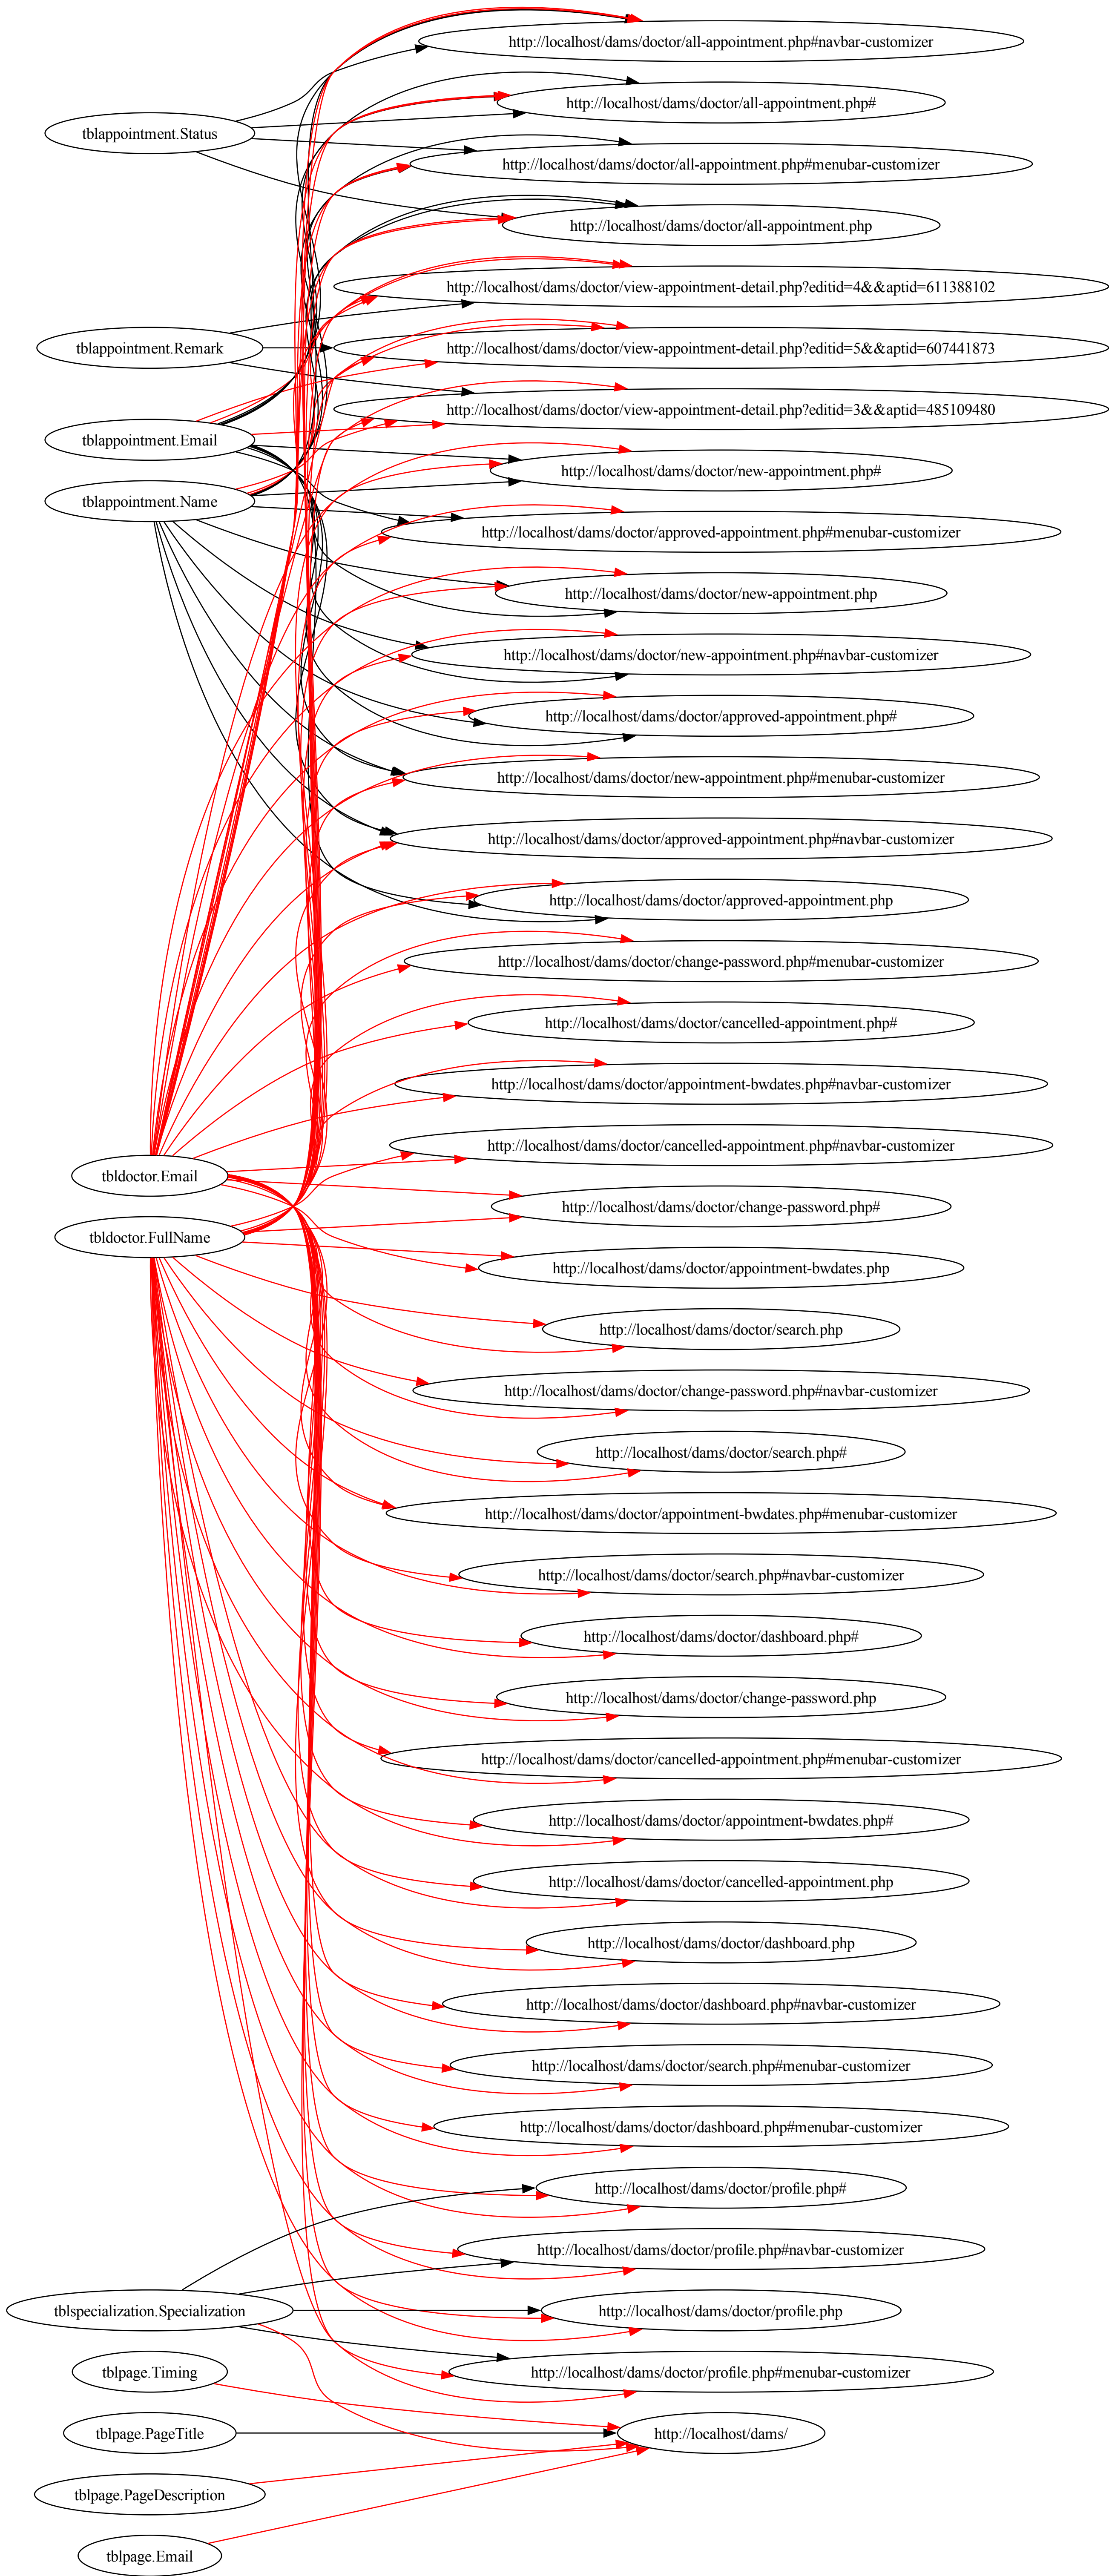 http://localhost/dams/doctor/all-appointment.php#navbar-customizer
http://localhost/dams/doctor/all-appointment.php#
tblappointment.Status
http://localhost/dams/doctor/all-appointment.php#menubar-customizer
http://localhost/dams/doctor/all-appointment.php
http://localhost/dams/doctor/view-appointment-detail.php?editid=4&&aptid=611388102
tblappointment.Remark
http://localhost/dams/doctor/view-appointment-detail.php?editid=5&&aptid=607441873
http://localhost/dams/doctor/view-appointment-detail.php?editid=3&&aptid=485109480
tblappointment.Email
http://localhost/dams/doctor/new-appointment.php#
tblappointment.Name
http://localhost/dams/doctor/approved-appointment.php#menubar-customizer
http://localhost/dams/doctor/new-appointment.php
http://localhost/dams/doctor/new-appointment.php#navbar-customizer
http://localhost/dams/doctor/approved-appointment.php#
http://localhost/dams/doctor/new-appointment.php#menubar-customizer
http://localhost/dams/doctor/approved-appointment.php#navbar-customizer
http://localhost/dams/doctor/approved-appointment.php
http://localhost/dams/doctor/change-password.php#menubar-customizer
http://localhost/dams/doctor/cancelled-appointment.php#
http://localhost/dams/doctor/appointment-bwdates.php#navbar-customizer
http://localhost/dams/doctor/cancelled-appointment.php#navbar-customizer
tbldoctor.Email
http://localhost/dams/doctor/change-password.php#
tbldoctor.FullName
http://localhost/dams/doctor/appointment-bwdates.php
http://localhost/dams/doctor/search.php
http://localhost/dams/doctor/change-password.php#navbar-customizer
http://localhost/dams/doctor/search.php#
http://localhost/dams/doctor/appointment-bwdates.php#menubar-customizer
http://localhost/dams/doctor/search.php#navbar-customizer
http://localhost/dams/doctor/dashboard.php#
http://localhost/dams/doctor/change-password.php
http://localhost/dams/doctor/cancelled-appointment.php#menubar-customizer
http://localhost/dams/doctor/appointment-bwdates.php#
http://localhost/dams/doctor/cancelled-appointment.php
http://localhost/dams/doctor/dashboard.php
http://localhost/dams/doctor/dashboard.php#navbar-customizer
http://localhost/dams/doctor/search.php#menubar-customizer
http://localhost/dams/doctor/dashboard.php#menubar-customizer
http://localhost/dams/doctor/profile.php#
http://localhost/dams/doctor/profile.php#navbar-customizer
tblspecialization.Specialization
http://localhost/dams/doctor/profile.php
tblpage.Timing
http://localhost/dams/doctor/profile.php#menubar-customizer
tblpage.PageTitle
http://localhost/dams/
tblpage.PageDescription
tblpage.Email